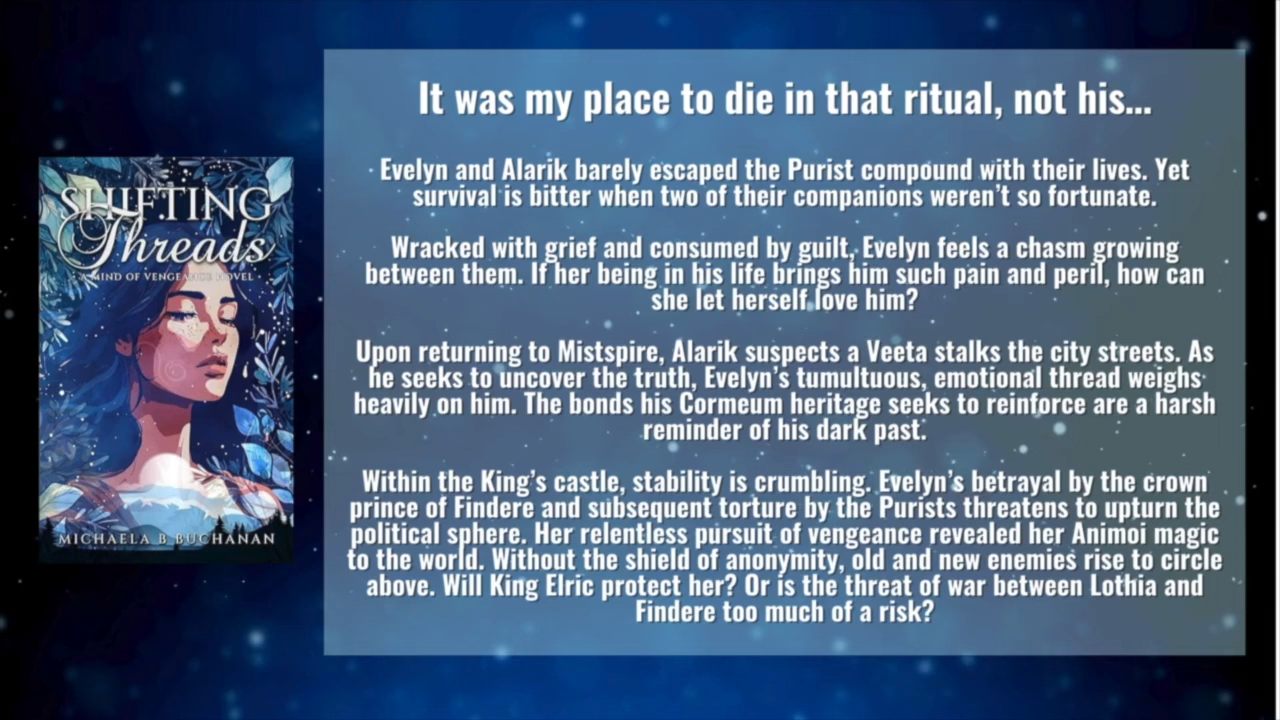 SHIFTING
Threads
A MIND OF VENGEANCE NOVEL
MICHAELA B BUCHANAN
It was my place to die in that ritual, not his...
Evelyn and Alarik barely escaped the Purist compound with their lives. Yet
survival is bitter when two of their companions weren't so fortunate.
Wracked with grief and consumed by guilt, Evelyn feels a chasm growing
between them. If her being in his life brings him such pain and peril, how can
she let herself love him?
Upon returning to Mistspire, Alarik suspects a Veeta stalks the city streets. As
he seeks to uncover the truth, Evelyn's tumultuous, emotional thread weighs
heavily on him. The bonds his Cormeum heritage seeks to reinforce are a harsh
reminder of his dark past.
Within the King's castle, stability is crumbling. Evelyn's betrayal by the crown
prince of Findere and subsequent torture by the Purists threatens to upturn the
political sphere. Her relentless pursuit of vengeance revealed her Animoi magic
to the world. Without the shield of anonymity, old and new enemies rise to circle
above. Will King Elric protect her? Or is the threat of war between Lothia and
Findere too much of a risk?